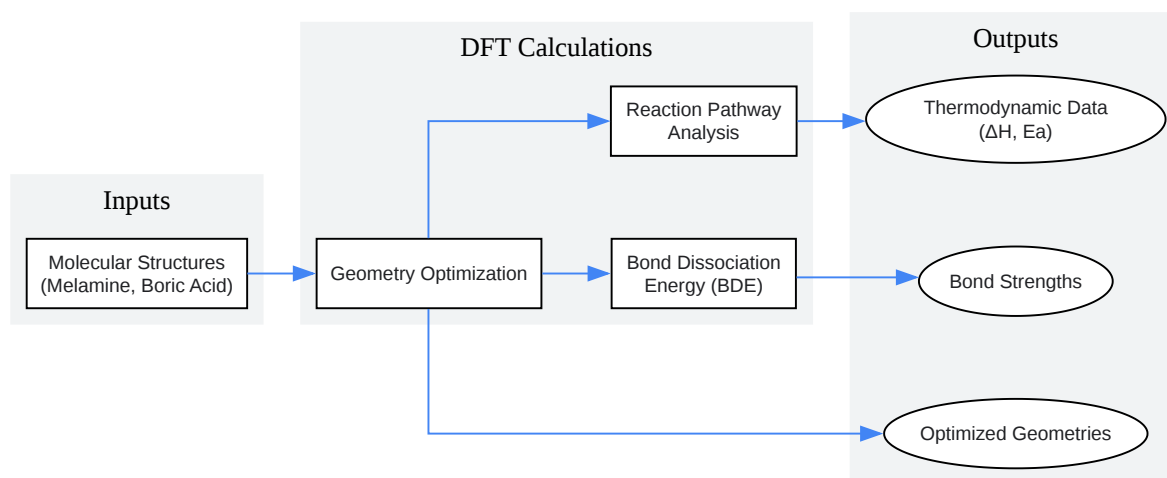 Inputs
Molecular Structures
(Melamine, Boric Acid)
DFT Calculations
Geometry Optimization
Reaction Pathway
Analysis
Bond Dissociation
Energy (BDE)
Outputs
Thermodynamic Data
(ΔH, Ea)
Bond Strengths
Optimized Geometries